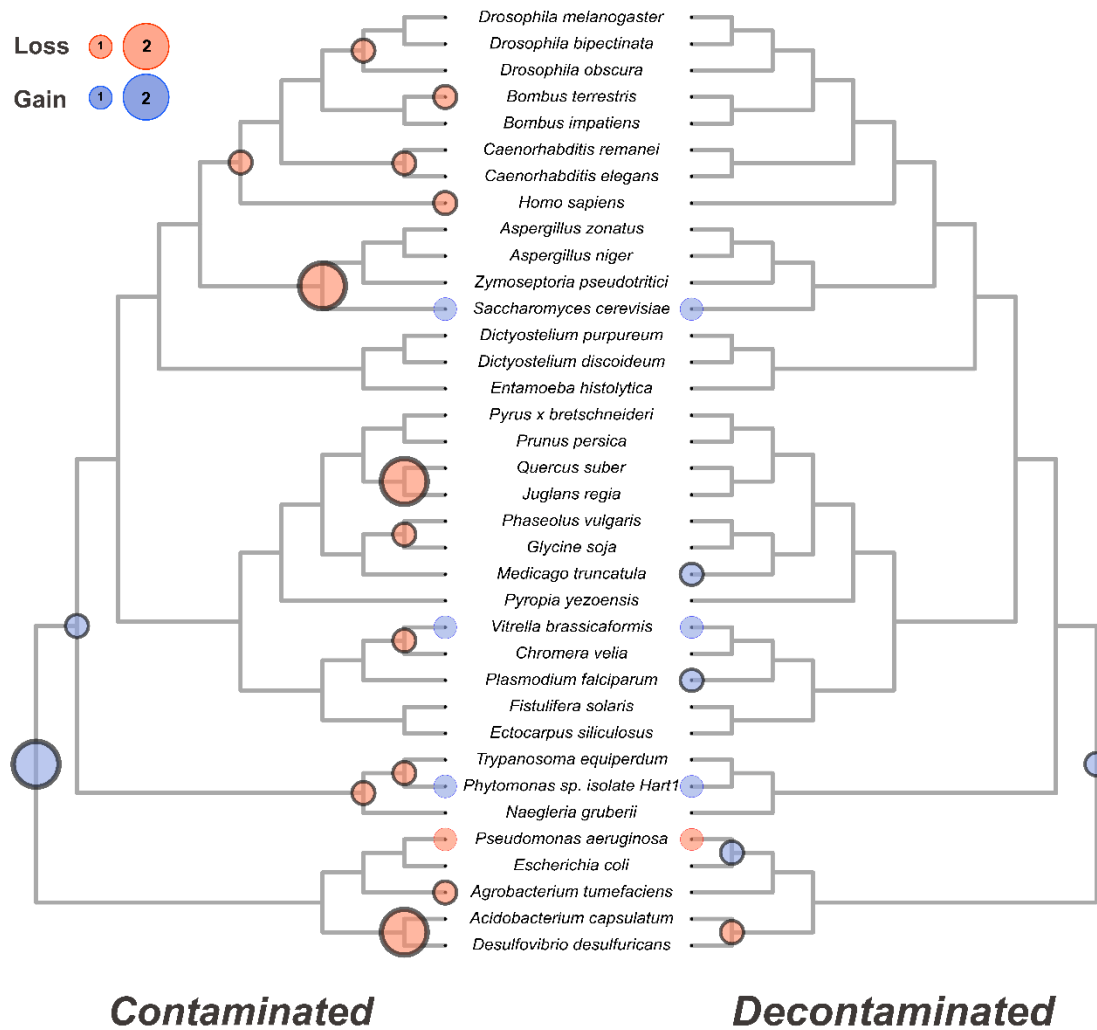 Loss 1 2
Gain 1 2
Drosophila melanogaster
Drosophila bipectinata
Drosophila obscura
Bombus terrestris
Bombus impatiens
Caenorhabditis remanei
Caenorhabditis elegans
Homo sapiens
Aspergillus zonatus
Aspergillus niger
Zymoseptoria pseudotritici
Saccharomyces cerevisiae
Dictyostelium purpureum
Dictyostelium discoideum
Entamoeba histolytica
Pyrus x bretschneideri
Prunus persica
Quercus suber
Juglans regia
Phaseolus vulgaris
Glycine soja
Medicago truncatula
Pyropia yezoensis
Vitrella brassicaformis
Chromera velia
Plasmodium falciparum
Fistulifera solaris
Ectocarpus siliculosus
Trypanosoma equiperdum
Phytomonas sp. isolate Hart1
Naegleria gruberii
Pseudomonas aeruginosa
Escherichia coli
Agrobacterium tumefaciens
Acidobacterium capsulatum
Desulfovibrio desulfuricans
Contaminated Decontaminated